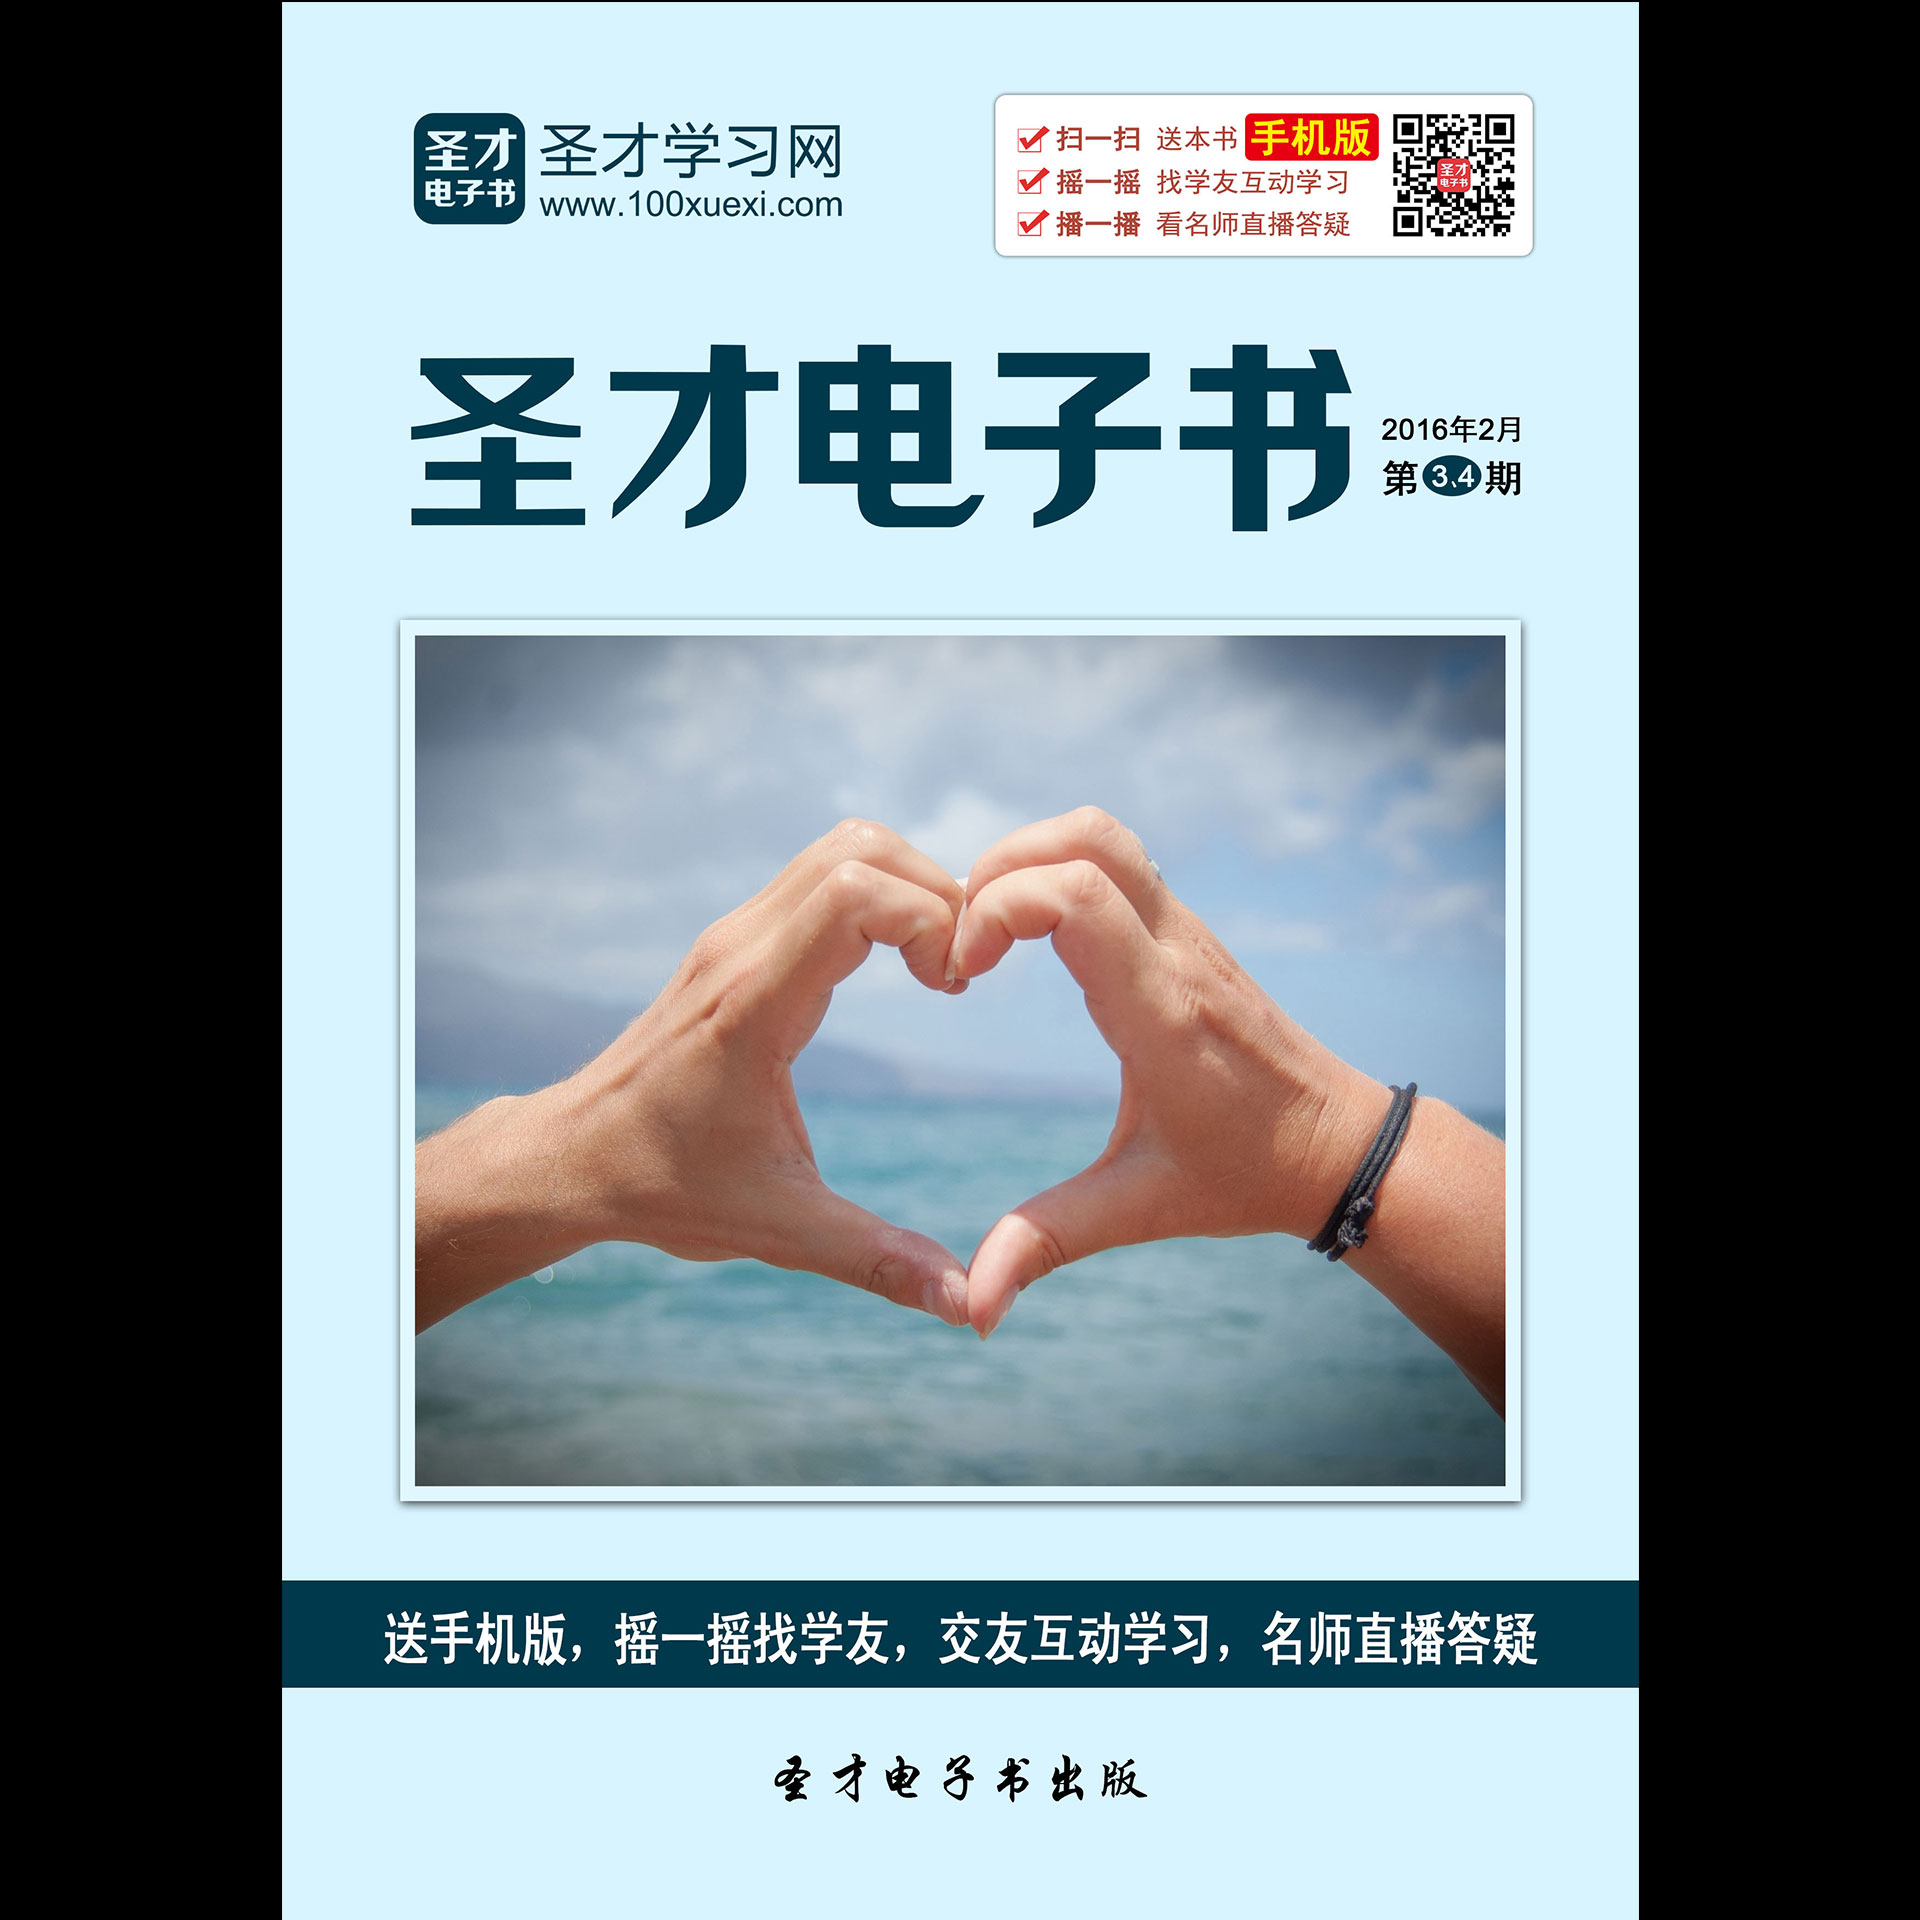 圣才
电子书
圣才学习网
www.100xuexi.com
扫一扫 送本书 手机版
摇一摇 找学友互动学习
播一播 看名师直播答疑
圣才
电子书
圣才电子书
2016年2月
第3、4期
送手机版，摇一摇找学友，交友互动学习，名师直播答疑
圣才电子书出版